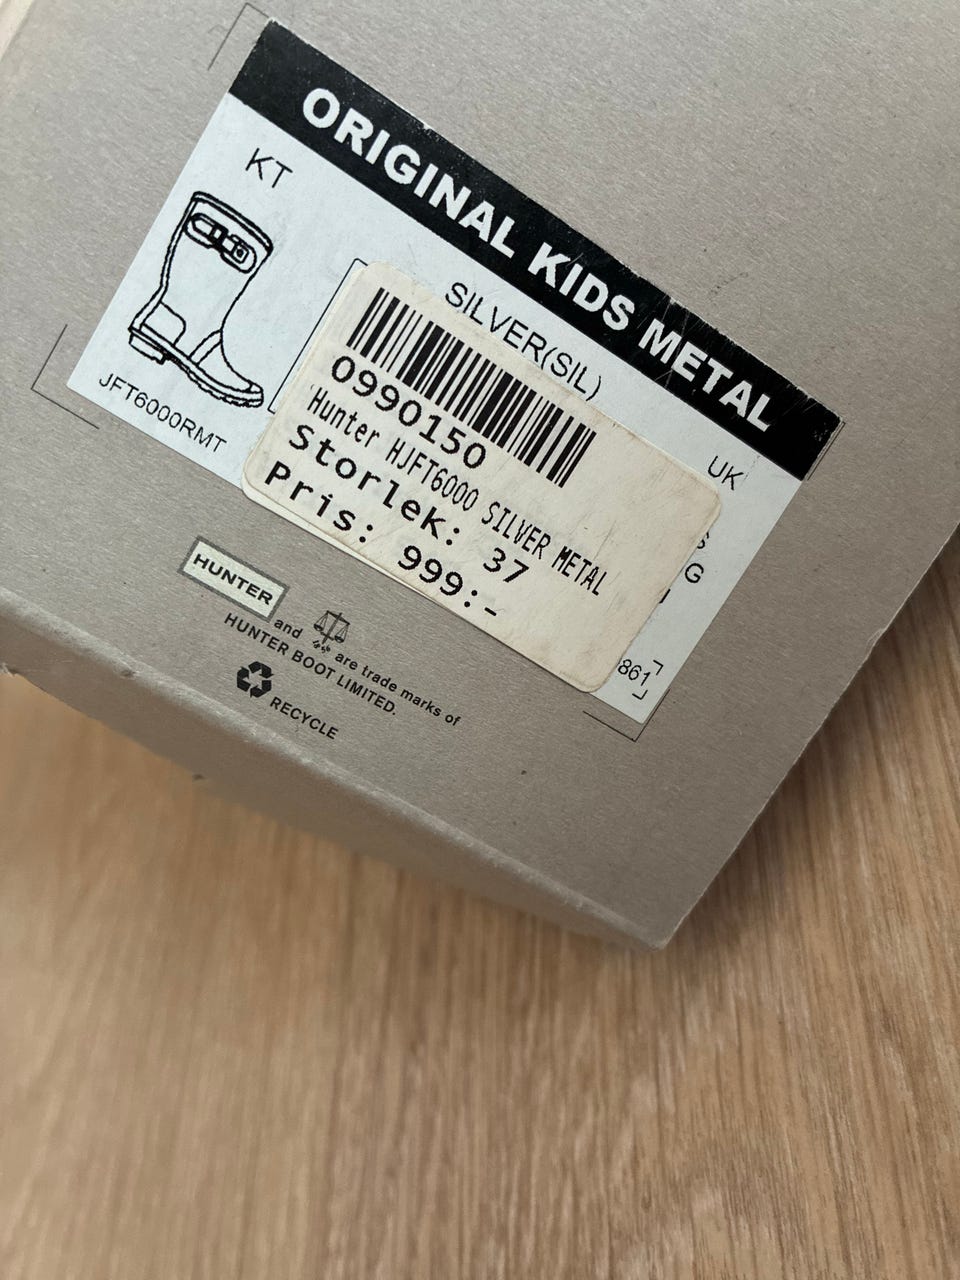 ORIGINAL KIDS METAL
KT
SILVER(SIL)
UK
JFT6000RMT
0990150
Hunter HJFT6000 SILVER METAL
Storlek: 37
Pris: 999:-
G
861
HUNTER and are trade marks of
HUNTER BOOT LIMITED.
RECYCLE